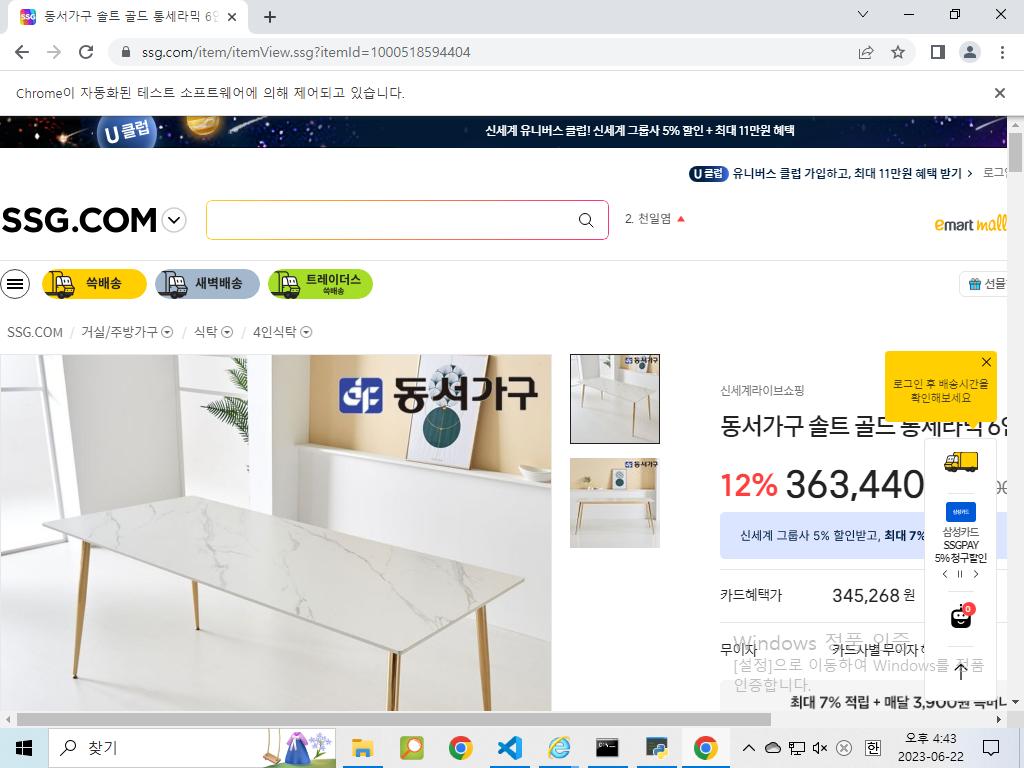 동서가구 솔트 골드 통세라믹 6인
ssg.com/item/itemView.ssg?itemId=1000518594404
Chrome이 자동화된 테스트 소프트웨어에 의해 제어되고 있습니다.
U클럽
신세계 유니버스 클럽! 신세계 그룹사 5% 할인 + 최대 11만원 혜택
U클럽 유니버스 클럽 가입하고, 최대 11만원 혜택 받기
SSG.COM
2. 천일염
emart mall
쓱배송
새벽배송
트레이더스
쓱배송
선물
SSG.COM / 거실/주방가구 / 식탁 / 4인식탁
동서가구
동서가구
동서가구
신세계라이브쇼핑
로그인 후 배송시간을
확인해보세요
동서가구 솔트 골드 통세라믹 6인
12% 363,440
신세계 그룹사 5% 할인받고, 최대 7%
삼성카드
삼성카드
SSGPAY
5% 청구할인
카드혜택가 345,268 원
0
무이자 카드사별 무이자
Windows 정품 인증
[설정]으로 이동하여 Windows를 정품
인증합니다.
최대 7% 적립 + 매달 3,900원
찾기
한
오후 4:43
2023-06-22